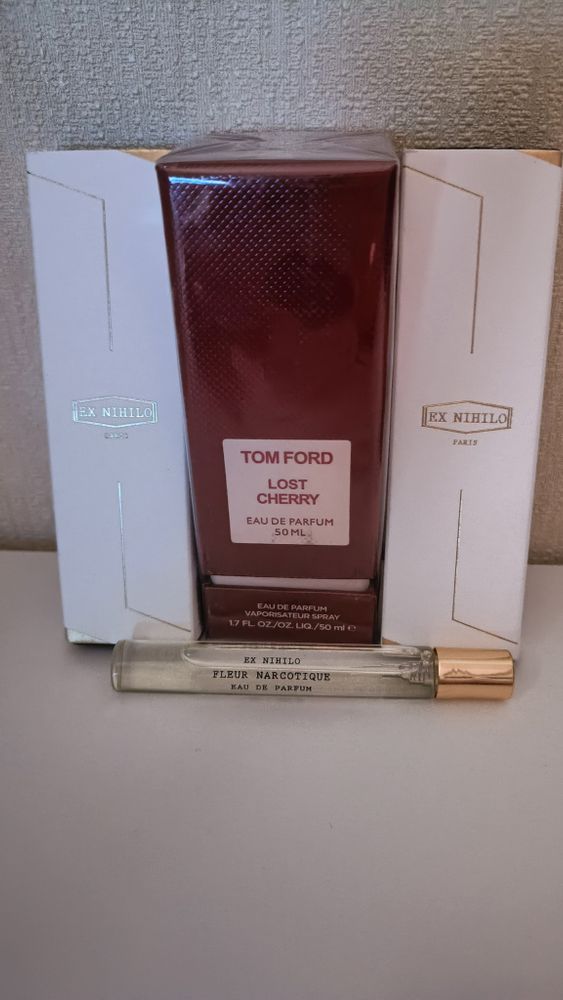 EX NIHILO
TOM FORD
LOST
CHERRY
EAU DE PARFUM
50 ML
EAU DE PARFUM
VAPORISATEUR SPRAY
1.7 FL. OZ./OZ. LIQ./50 ml e
EX NIHILO
PARIS
EX NIHILO
FLEUR NARCOTIQUE
EAU DE PARFUM